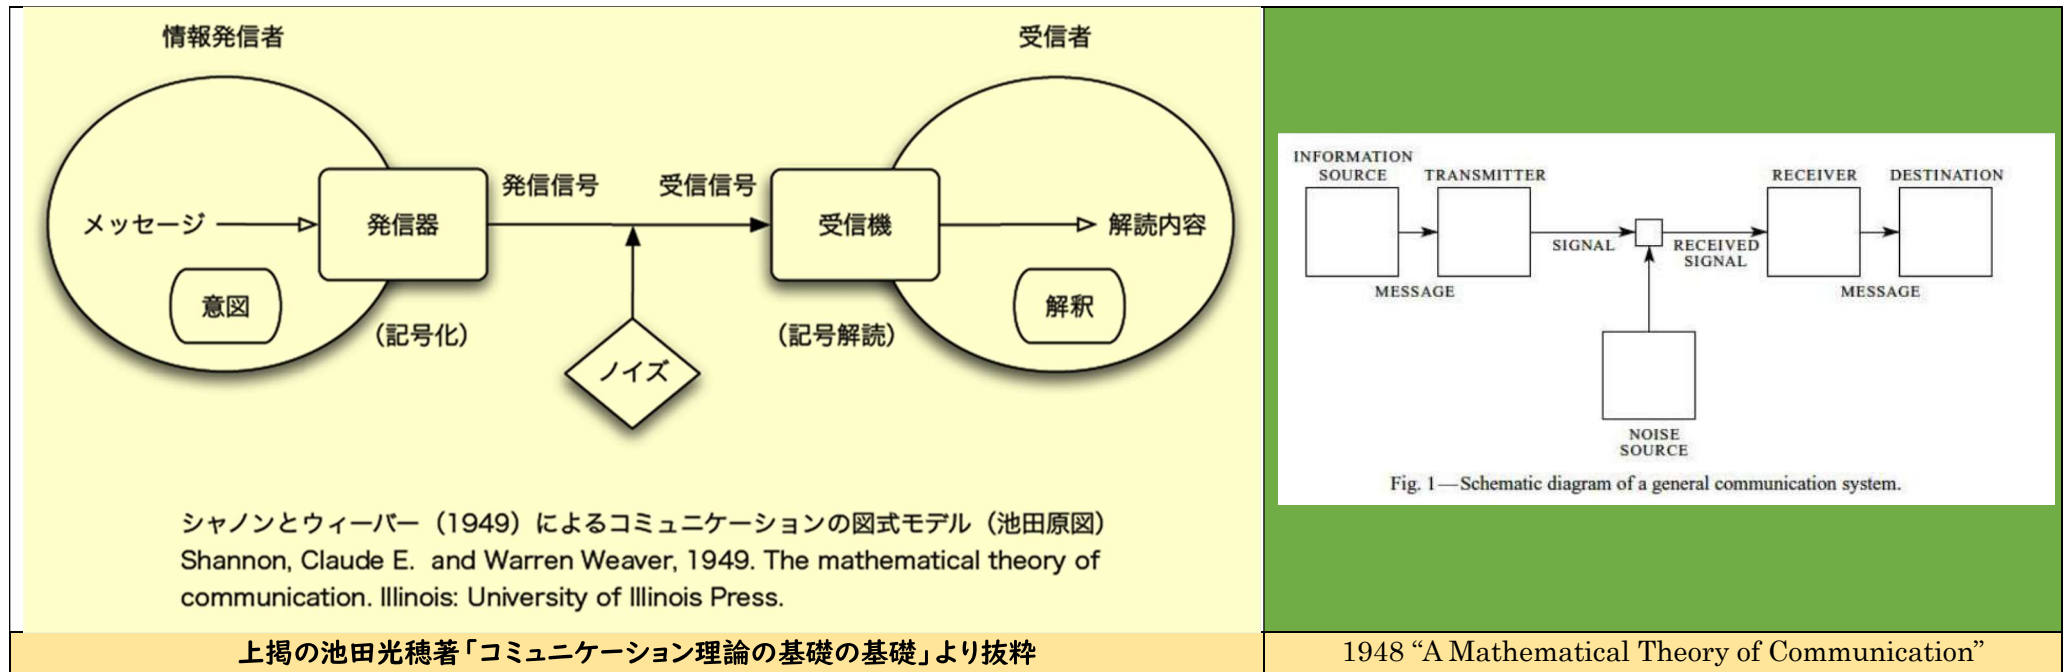 情報発信者
受信者
メッセージ
発信器
発信信号
受信信号
受信機
解読内容
意図
(記号化)
ノイズ
(記号解読)
解釈
シャノンとウィーバー（1949）によるコミュニケーションの図式モデル（池田原図）
Shannon, Claude E. and Warren Weaver, 1949. The mathematical theory of
communication. Illinois: University of Illinois Press.
上掲の池田光穂著「コミュニケーション理論の基礎の基礎」より抜粋
INFORMATION
SOURCE
TRANSMITTER
RECEIVER
DESTINATION
SIGNAL
RECEIVED
SIGNAL
MESSAGE
MESSAGE
NOISE
SOURCE
Fig. 1—Schematic diagram of a general communication system.
1948 “A Mathematical Theory of Communication”